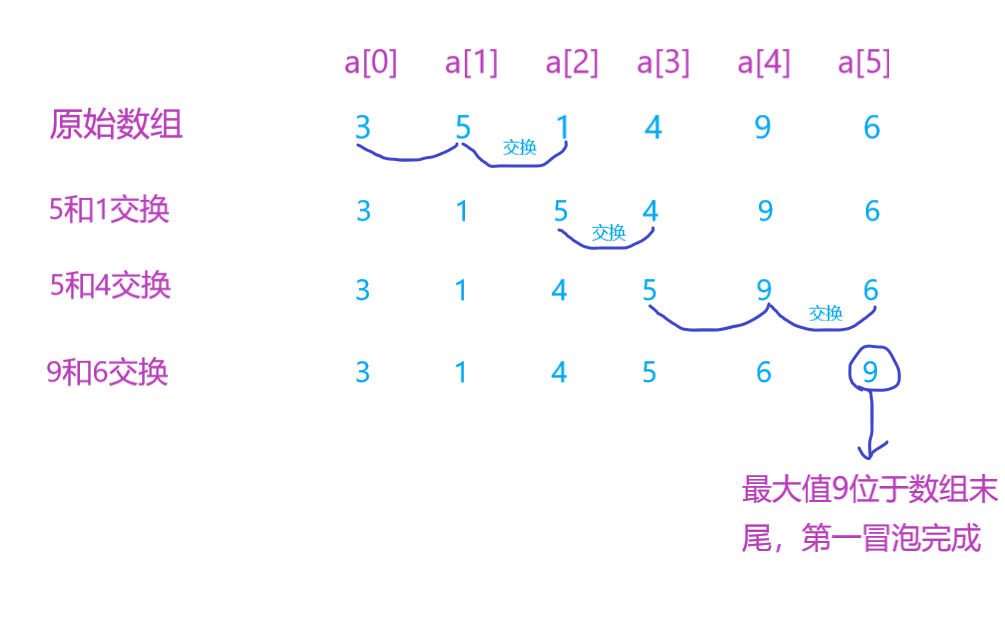 a[0] a[1] a[2] a[3] a[4] a[5]
原始数组 3 5 1 4 9 6
交换
5和1交换 3 1 5 4 9 6
交换
5和4交换 3 1 4 5 9 6
交换
9和6交换 3 1 4 5 6 9
最大值9位于数组末
尾，第一冒泡完成